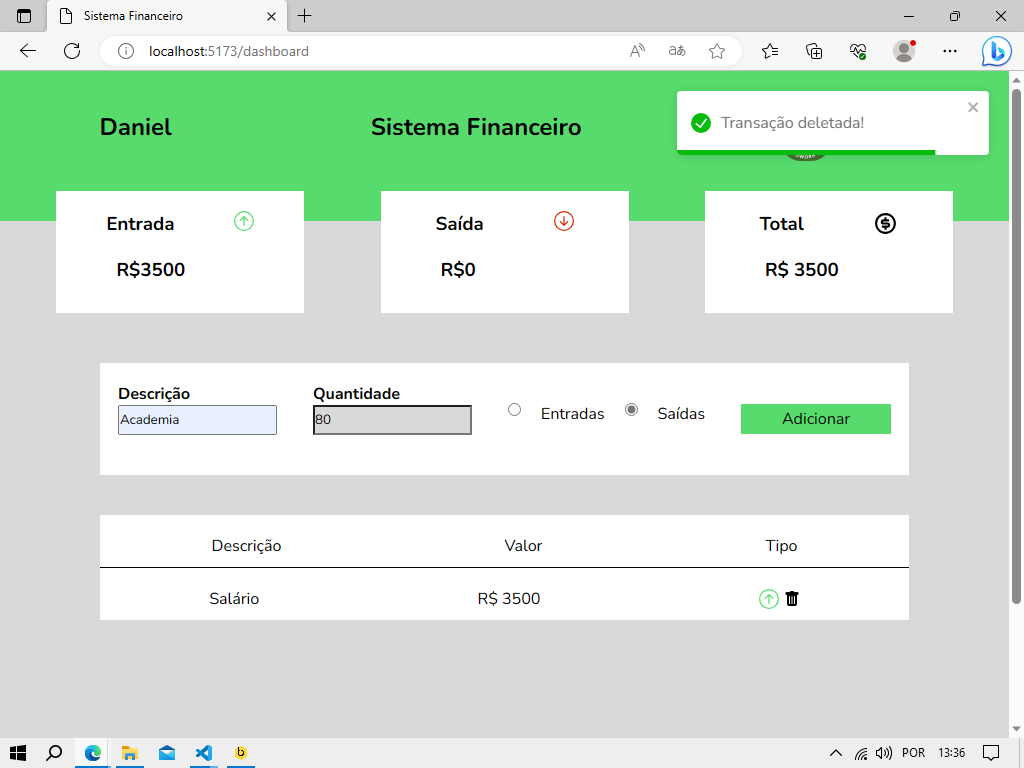 Sistema Financeiro
localhost:5173/dashboard
Daniel
Sistema Financeiro
Transação deletada!
Entrada
R$3500
Saída
R$0
Total
R$ 3500
Descrição
Quantidade
Academia
80
Entradas
Saídas
Adicionar
Descrição Valor Tipo
Salário R$ 3500
POR 13:36